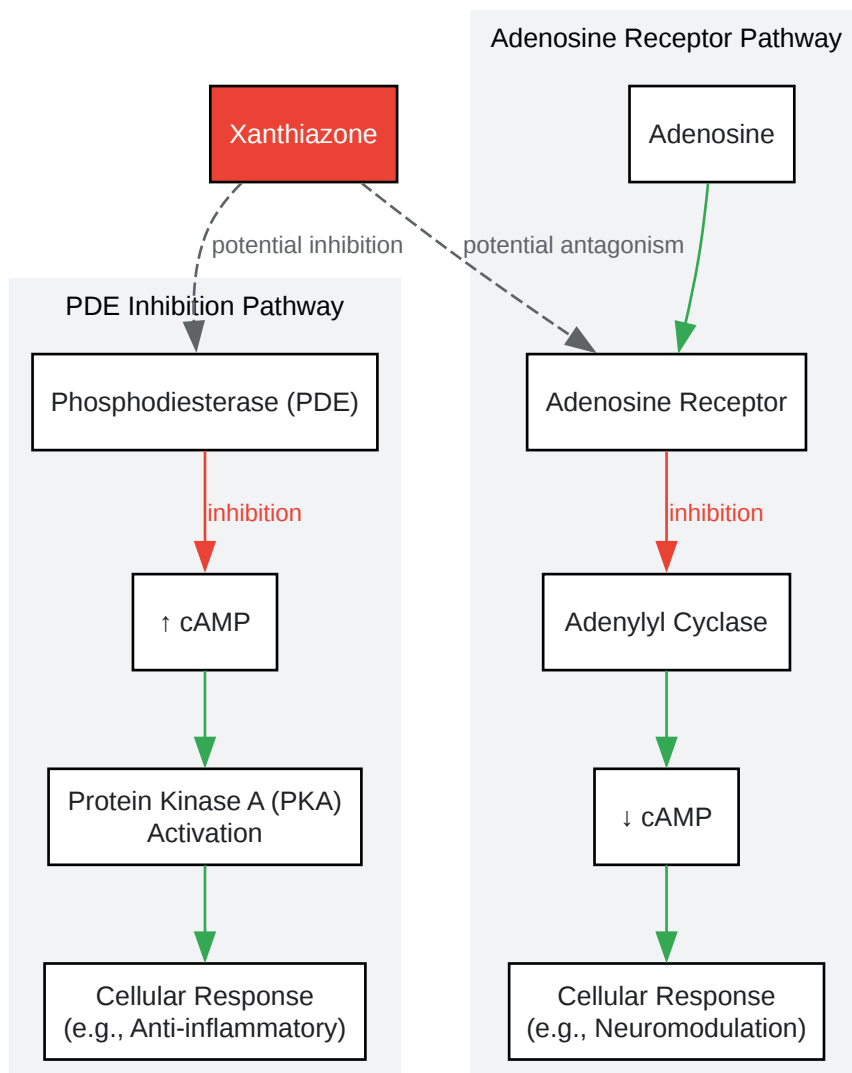 Adenosine Receptor Pathway
Xanthiazone
Adenosine
potential inhibition
potential antagonism
PDE Inhibition Pathway
Phosphodiesterase (PDE)
Adenosine Receptor
inhibition
inhibition
↑ cAMP
Adenylyl Cyclase
Protein Kinase A (PKA)
Activation
↓ cAMP
Cellular Response
(e.g., Anti-inflammatory)
Cellular Response
(e.g., Neuromodulation)